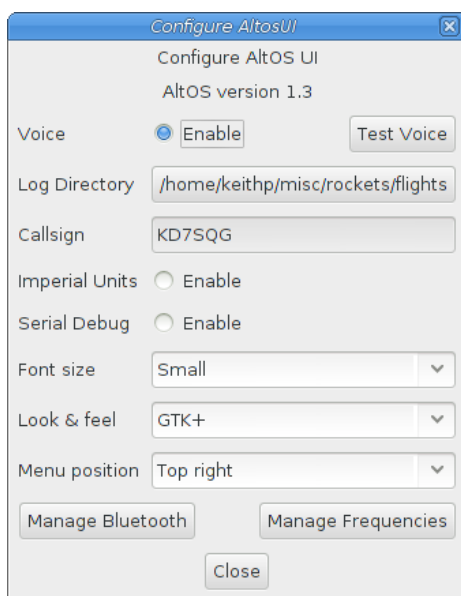 Configure AltosUI
Configure AltOS UI
AltOS version 1.3
Voice Enable Test Voice
Log Directory /home/keithp/misc/rockets/flights
Callsign KD7SQG
Imperial Units Enable
Serial Debug Enable
Font size Small
Look & feel GTK+
Menu position Top right
Manage Bluetooth Manage Frequencies
Close